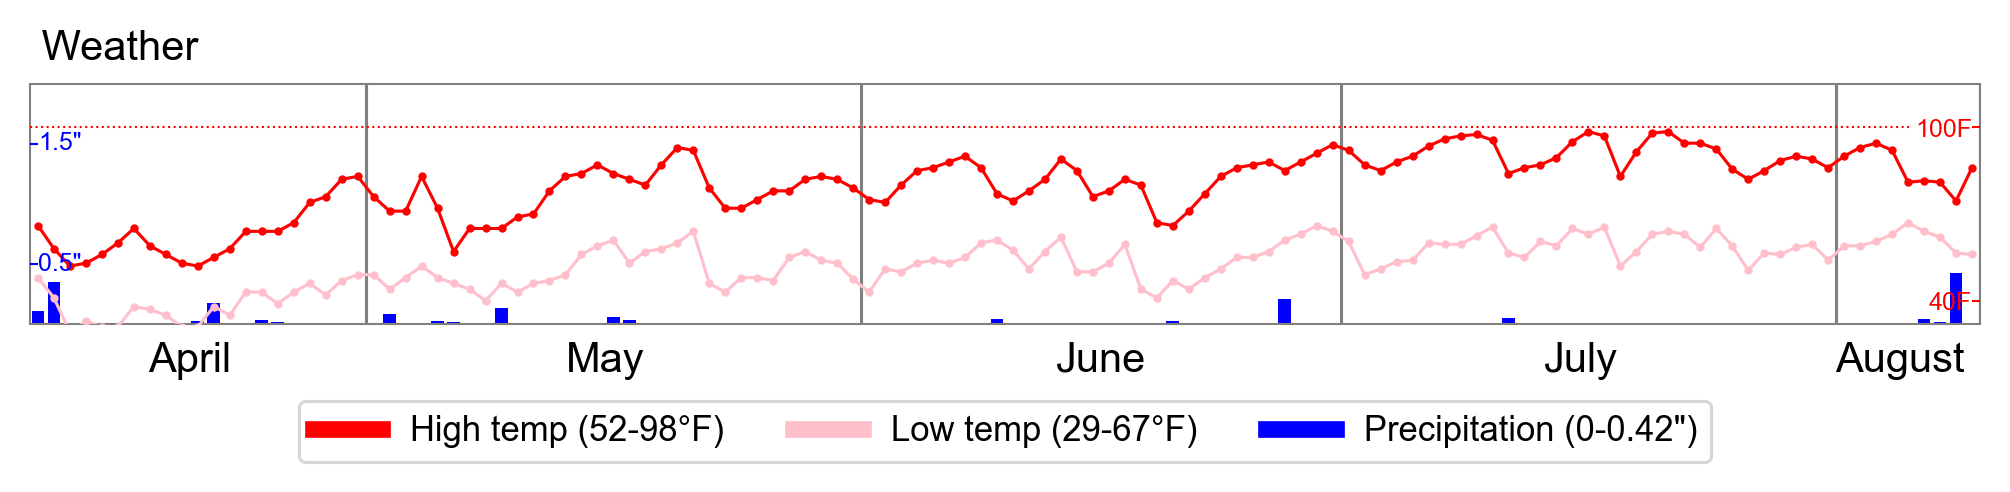 Weather
1.5"
100F
0.5"
40F
April May June July August
High temp (52-98°F) Low temp (29-67°F) Precipitation (0-0.42")